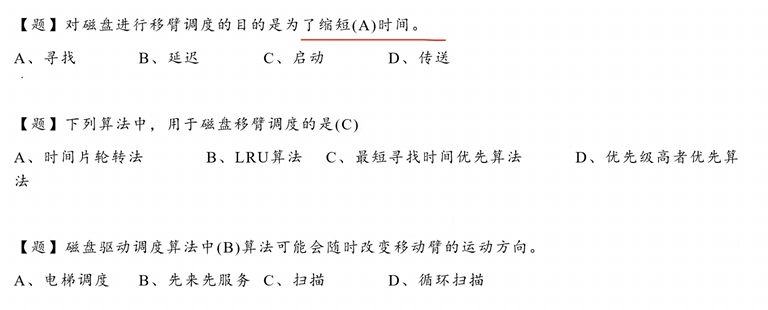 【题】对磁盘进行移臂调度的目的是为了缩短(A)时间。
A、寻找 B、延迟 C、启动 D、传送
【题】下列算法中，用于磁盘移臂调度的是(C)
A、时间片轮转法 B、LRU算法 C、最短寻找时间优先算法 D、优先级高者优先算
法
【题】磁盘驱动调度算法中(B)算法可能会随时改变移动臂的运动方向。
A、电梯调度 B、先来先服务 C、扫描 D、循环扫描